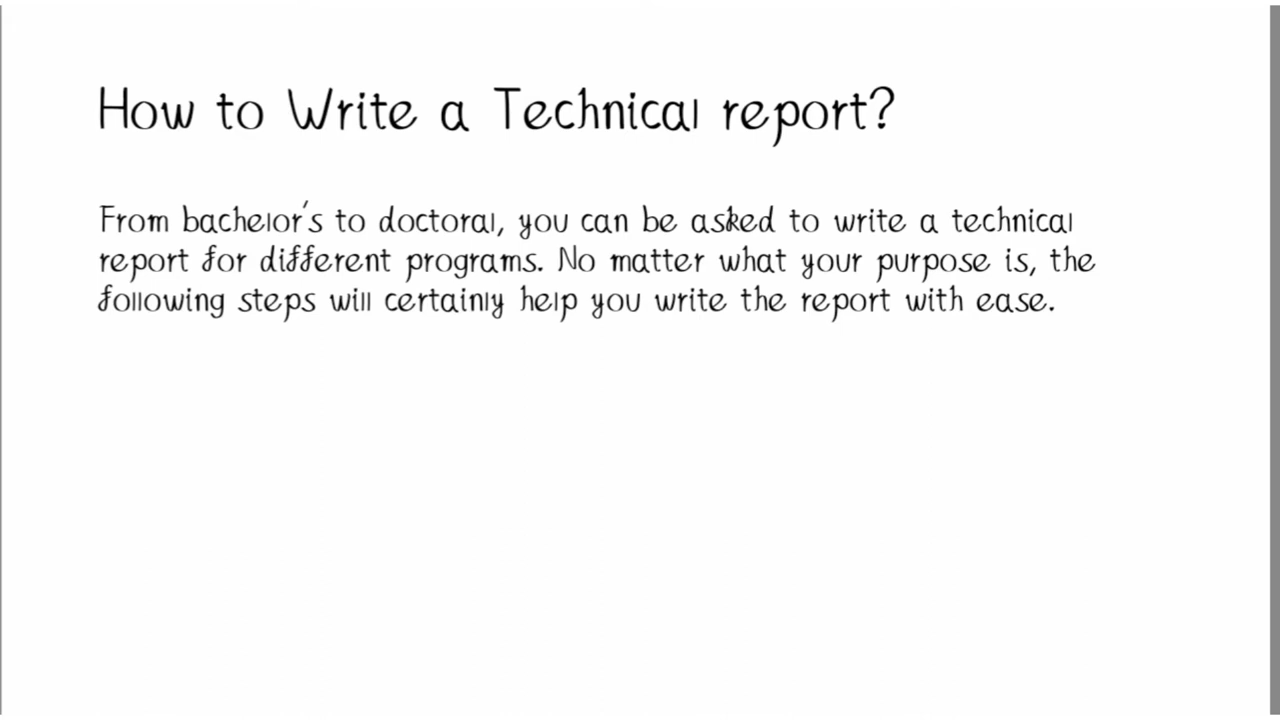 How to Write a Technical report?
From bachelor's to doctoral, you can be asked to write a technical
report for different programs. No matter what your purpose is, the
following steps will certainly help you write the report with ease.